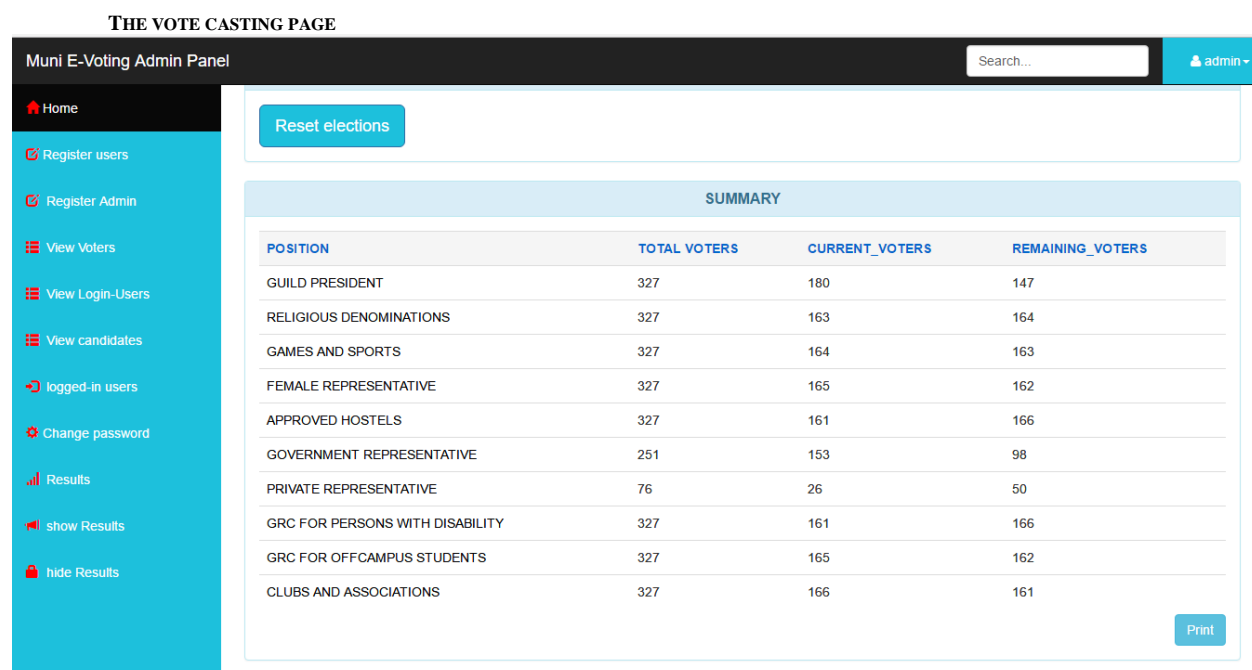 THE VOTE CASTING PAGE
Muni E-Voting Admin Panel Search... admin
Home
Register users
Register Admin
View Voters
View Login-Users
View candidates
logged-in users
Change password
Results
show Results
hide Results
Reset elections
SUMMARY
POSITION TOTAL VOTERS CURRENT_VOTERS REMAINING_VOTERS
GUILD PRESIDENT 327 180 147
RELIGIOUS DENOMINATIONS 327 163 164
GAMES AND SPORTS 327 164 163
FEMALE REPRESENTATIVE 327 165 162
APPROVED HOSTELS 327 161 166
GOVERNMENT REPRESENTATIVE 251 153 98
PRIVATE REPRESENTATIVE 76 26 50
GRC FOR PERSONS WITH DISABILITY 327 161 166
GRC FOR OFFCAMPUS STUDENTS 327 165 162
CLUBS AND ASSOCIATIONS 327 166 161
Print